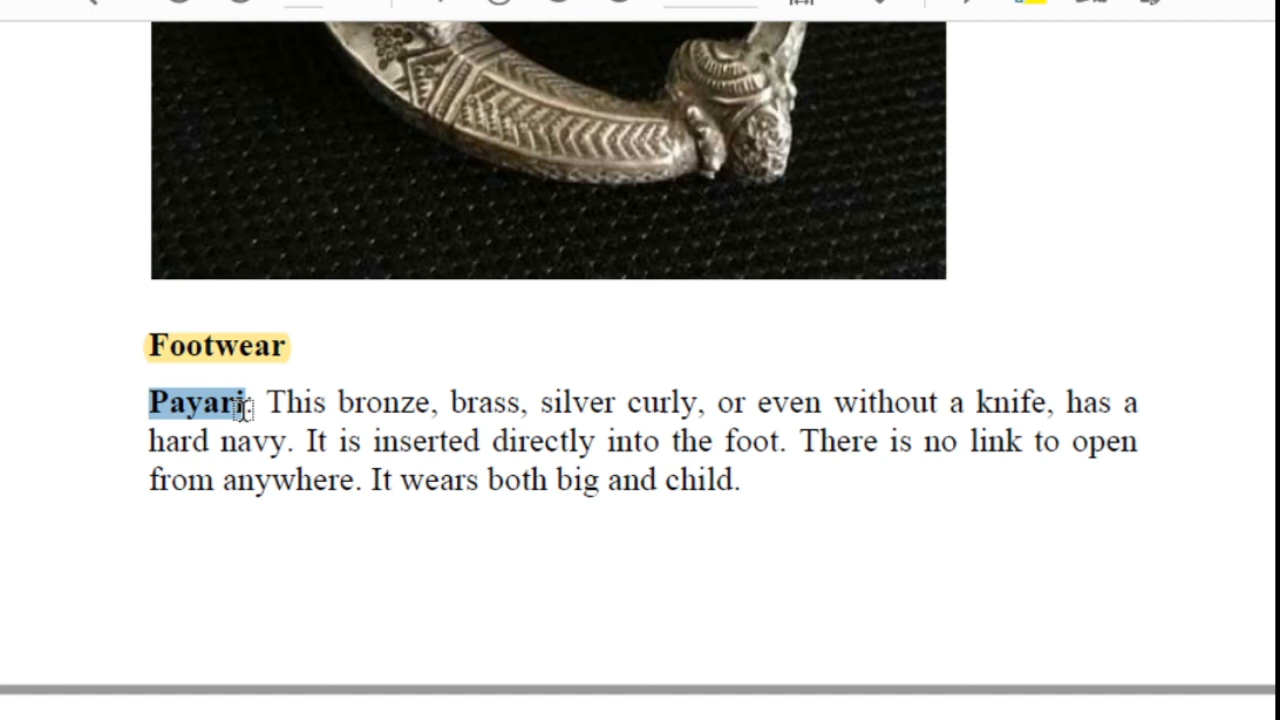 Footwear
Payari: This bronze, brass, silver curly, or even without a knife, has a
hard navy. It is inserted directly into the foot. There is no link to open
from anywhere. It wears both big and child.